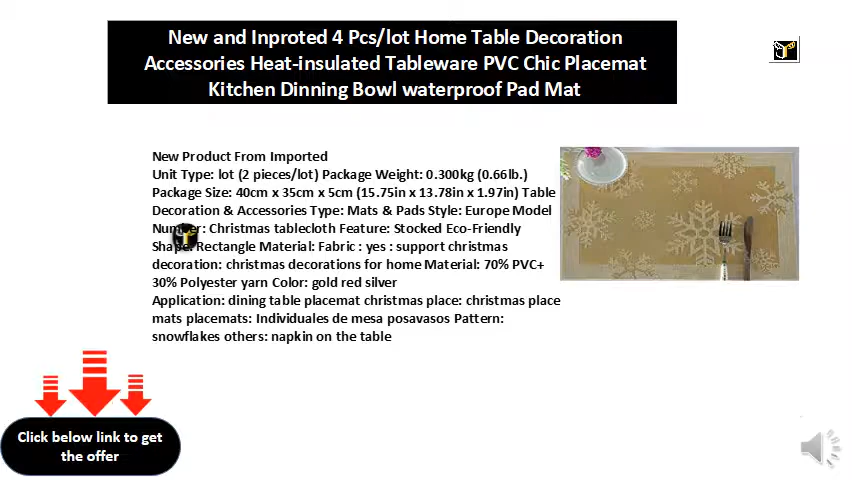 New and Inproted 4 Pcs/lot Home Table Decoration
Accessories Heat-insulated Tableware PVC Chic Placemat
Kitchen Dinning Bowl waterproof Pad Mat
New Product From Imported
Unit Type: lot (2 pieces/lot) Package Weight: 0.300kg (0.66lb.)
Package Size: 40cm x 35cm x 5cm (15.75in x 13.78in x 1.97in) Table
Decoration & Accessories Type: Mats & Pads Style: Europe Model
Number: Christmas tablecloth Feature: Stocked Eco-Friendly
Shape: Rectangle Material: Fabric : yes : support christmas
decoration: christmas decorations for home Material: 70% PVC+
30% Polyester yarn Color: gold red silver
Application: dining table placemat christmas place: christmas place
mats placemats: Individuales de mesa posavasos Pattern:
snowflakes others: napkin on the table
Click below link to get
the offer